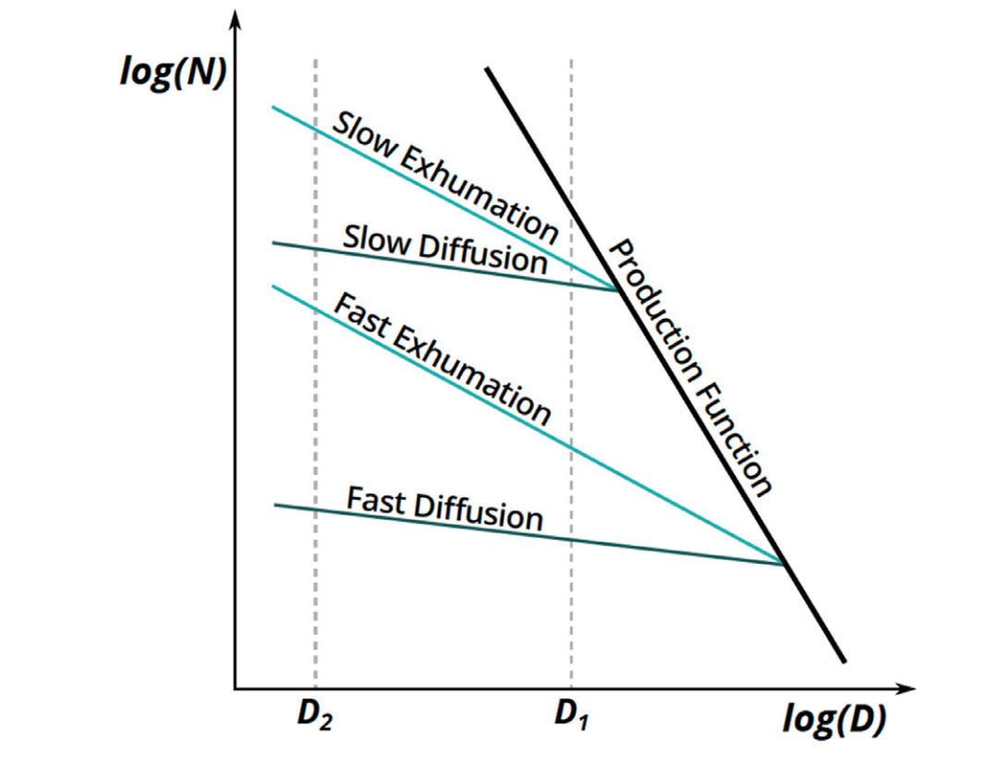 log(N)
Slow Exhumation
Slow Diffusion
Fast Exhumation
Fast Diffusion
Production Function
D2
D1
log(D)